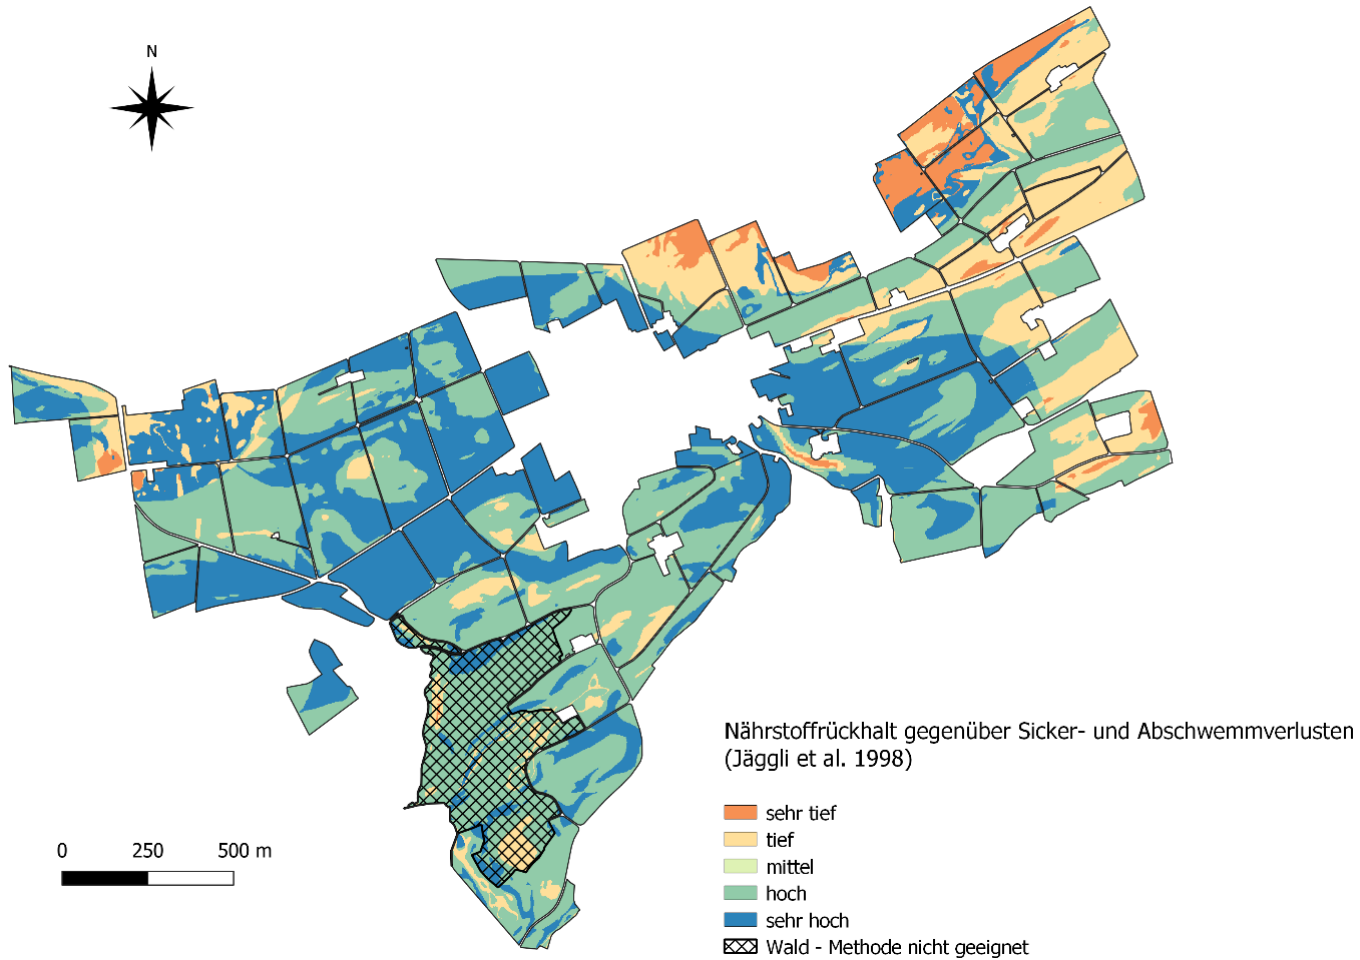 N
Nährstoffrückhalt gegenüber Sicker- und Abschwemmverlusten
(Jäggli et al. 1998)
sehr tief
tief
mittel
hoch
sehr hoch
Wald - Methode nicht geeignet
0 250 500 m